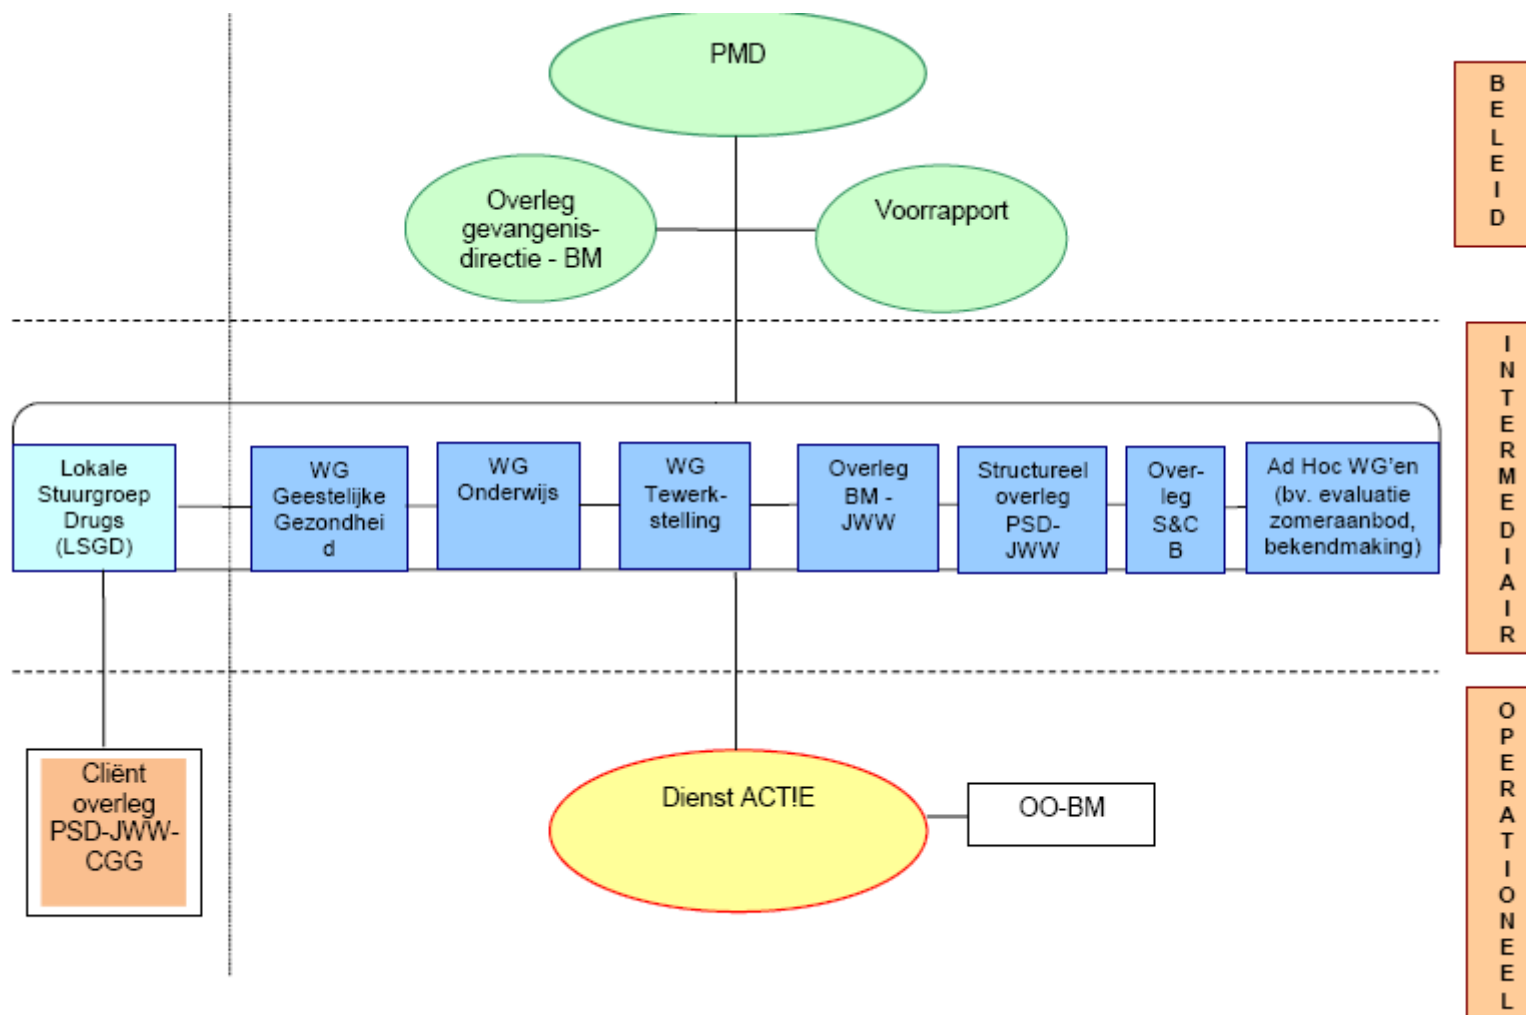 PMD
Overleg
gevangenis-
directie - BM
Voorrapport
BELEID
Lokale
Stuurgroep
Drugs
(LSGD)
WG
Geestelijke
Gezondhei
d
WG
Onderwijs
WG
Tewerk-
stelling
Overleg
BM -
JWW
Structureel
overleg
PSD-
JWW
Over-
leg
S&C
B
Ad Hoc WG'en
(bv. evaluatie
zomeraanbod,
bekendmaking)
INTERMEDIAIR
Cliënt
overleg
PSD-JWW-
CGG
Dienst ACT!E
OO-BM
OPERATIONEEL